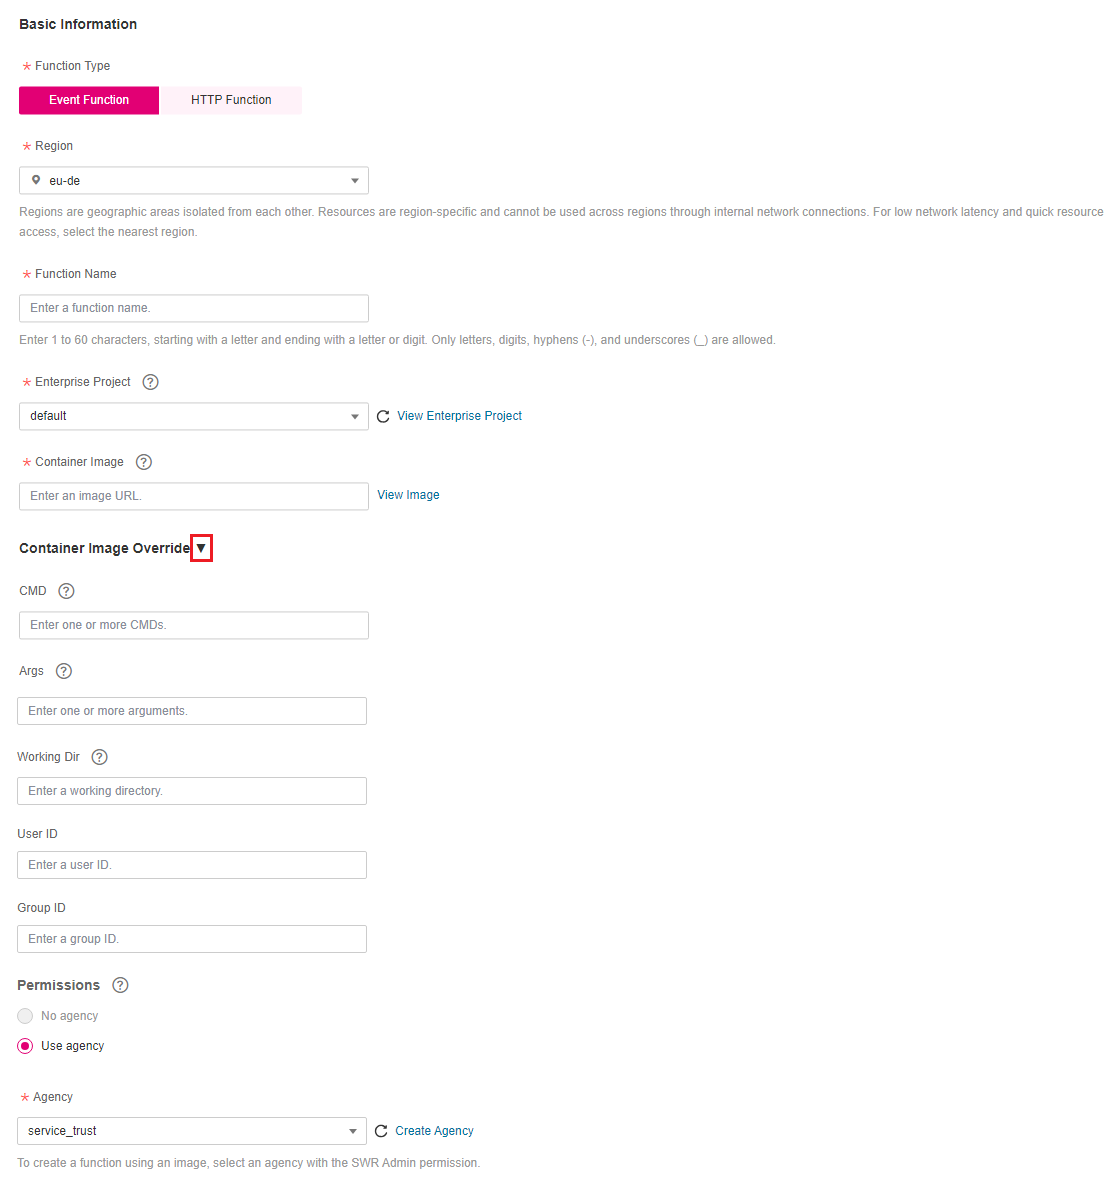 Basic Information
* Function Type
Event Function HTTP Function
* Region
eu-de
Regions are geographic areas isolated from each other. Resources are region-specific and cannot be used across regions through internal network connections. For low network latency and quick resource
access, select the nearest region.
* Function Name
Enter a function name.
Enter 1 to 60 characters, starting with a letter and ending with a letter or digit. Only letters, digits, hyphens (-), and underscores (_) are allowed.
* Enterprise Project ?
default View Enterprise Project
* Container Image ?
Enter an image URL. View Image
Container Image Override ▼
CMD ?
Enter one or more CMDs.
Args ?
Enter one or more arguments.
Working Dir ?
Enter a working directory.
User ID
Enter a user ID.
Group ID
Enter a group ID.
Permissions ?
No agency
Use agency
* Agency
service_trust Create Agency
To create a function using an image, select an agency with the SWR Admin permission.